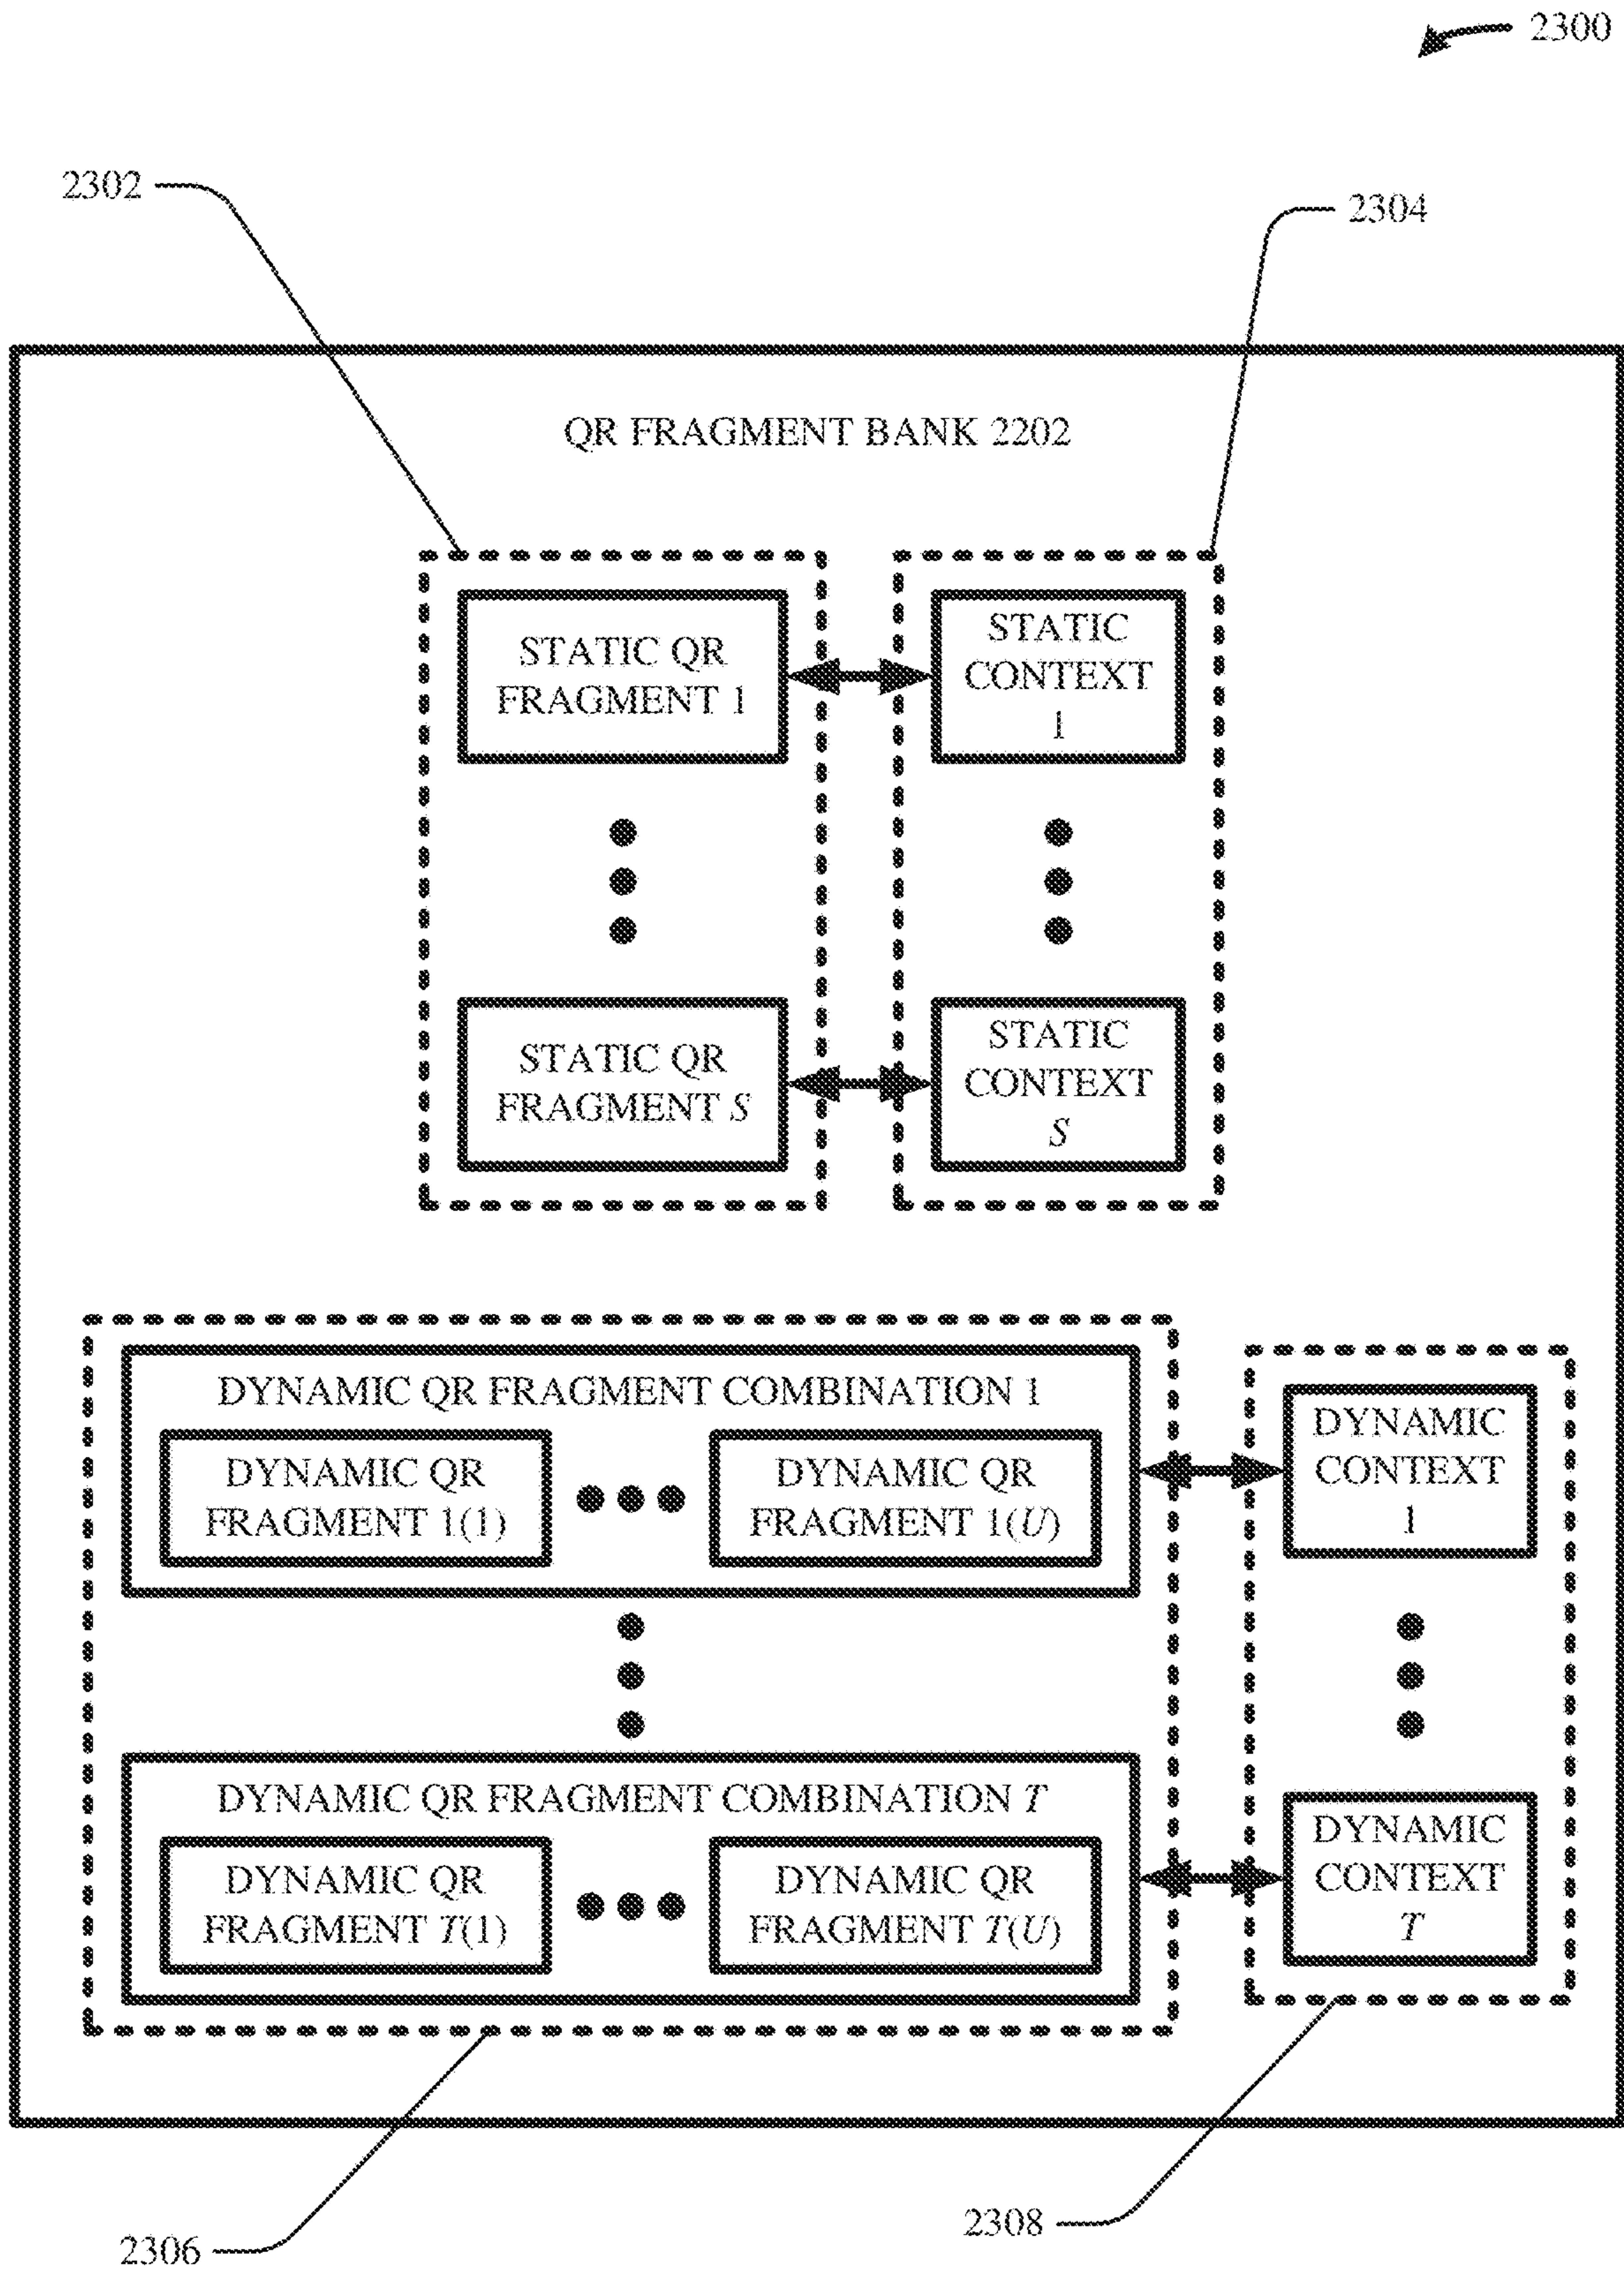 2300
2302
2304
QR FRAGMENT BANK 2202
STATIC QR
FRAGMENT 1
STATIC
CONTEXT
1
STATIC QR
FRAGMENT S
STATIC
CONTEXT
S
DYNAMIC QR FRAGMENT COMBINATION 1
DYNAMIC QR
FRAGMENT 1(1)
DYNAMIC QR
FRAGMENT 1(U)
DYNAMIC
CONTEXT
1
DYNAMIC QR FRAGMENT COMBINATION T
DYNAMIC QR
FRAGMENT T(1)
DYNAMIC QR
FRAGMENT T(U)
DYNAMIC
CONTEXT
T
2306
2308